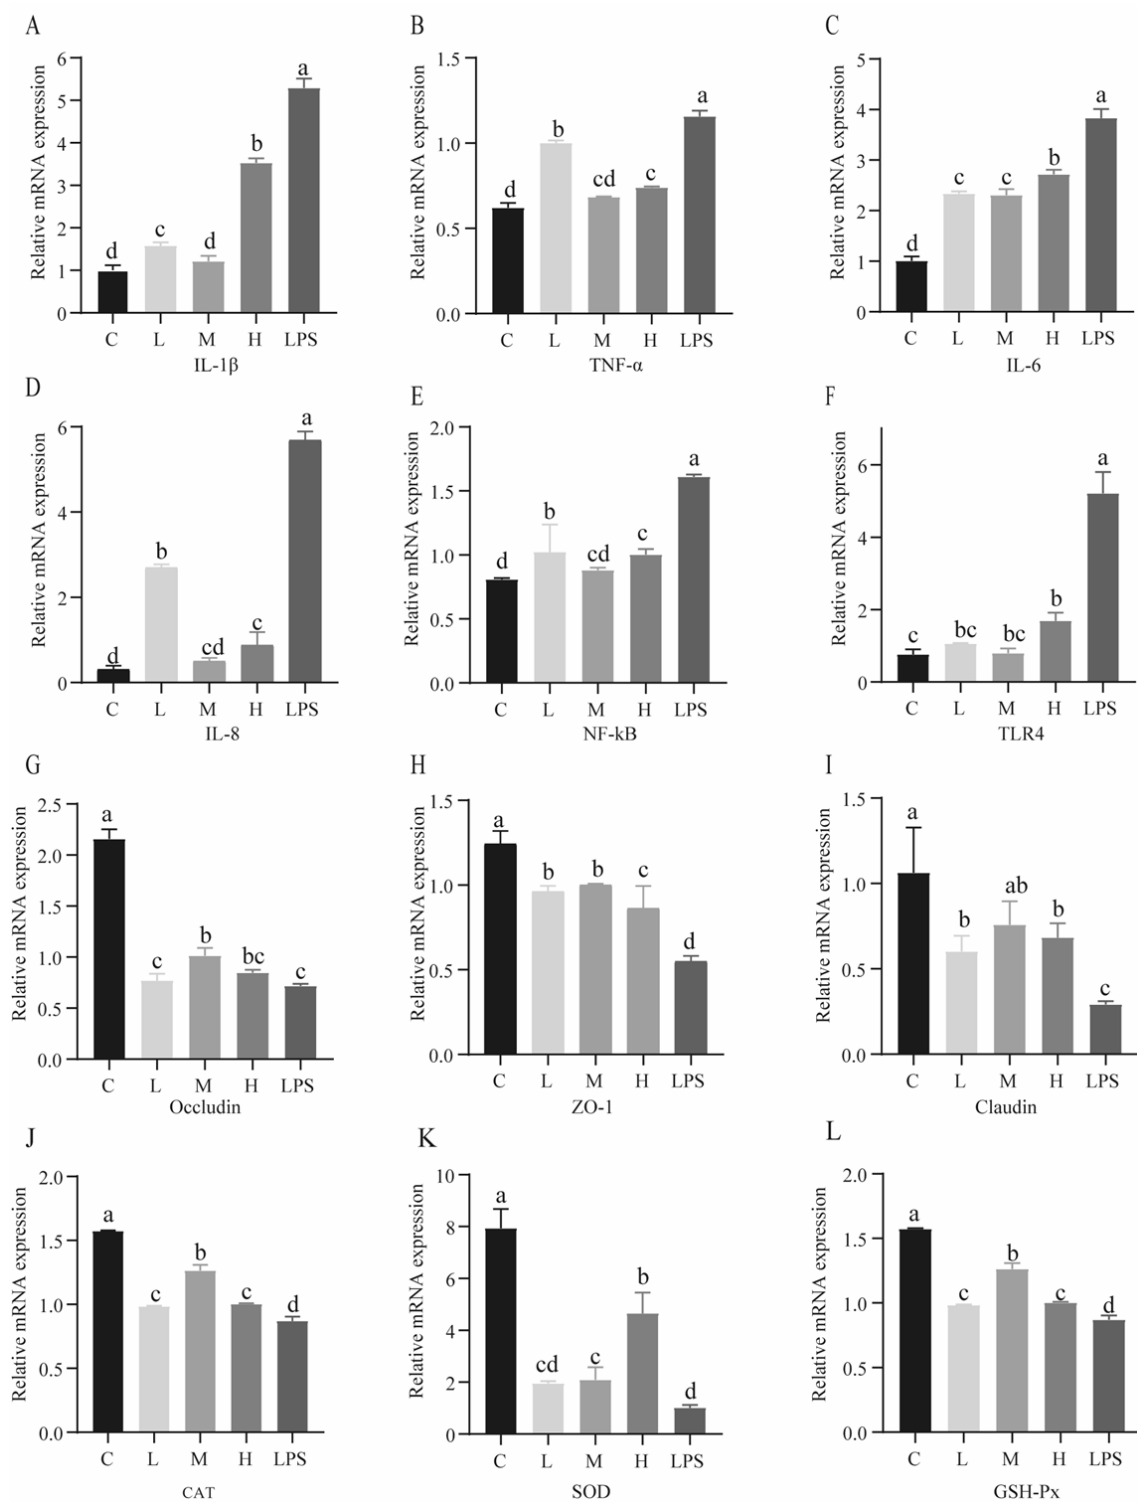 A
Relative mRNA expression
6
5
4
3
2
1
0
d
c
d
b
a
C L M H LPS
IL-1β
B
Relative mRNA expression
1.5
1.0
0.5
0.0
d
b
cd
c
a
C L M H LPS
TNF-α
C
Relative mRNA expression
5
4
3
2
1
0
d
c
c
b
a
C L M H LPS
IL-6
D
Relative mRNA expression
6
4
2
0
d
b
cd
c
a
C L M H LPS
IL-8
E
Relative mRNA expression
2.0
1.5
1.0
0.5
0.0
d
b
cd
c
a
C L M H LPS
NF-kB
F
Relative mRNA expression
6
4
2
0
c
bc
bc
b
a
C L M H LPS
TLR4
G
Relative mRNA expression
2.5
2.0
1.5
1.0
0.5
0.0
a
c
b
bc
c
C L M H LPS
Occludin
H
Relative mRNA expression
1.5
1.0
0.5
0.0
a
b
b
c
d
C L M H LPS
ZO-1
I
Relative mRNA expression
1.5
1.0
0.5
0.0
a
b
ab
b
c
C L M H LPS
Claudin
J
Relative mRNA expression
2.0
1.5
1.0
0.5
0.0
a
c
b
c
d
C L M H LPS
CAT
K
Relative mRNA expression
10
8
6
4
2
0
a
cd
c
b
d
C L M H LPS
SOD
L
Relative mRNA expression
2.0
1.5
1.0
0.5
0.0
a
c
b
c
d
C L M H LPS
GSH-Px